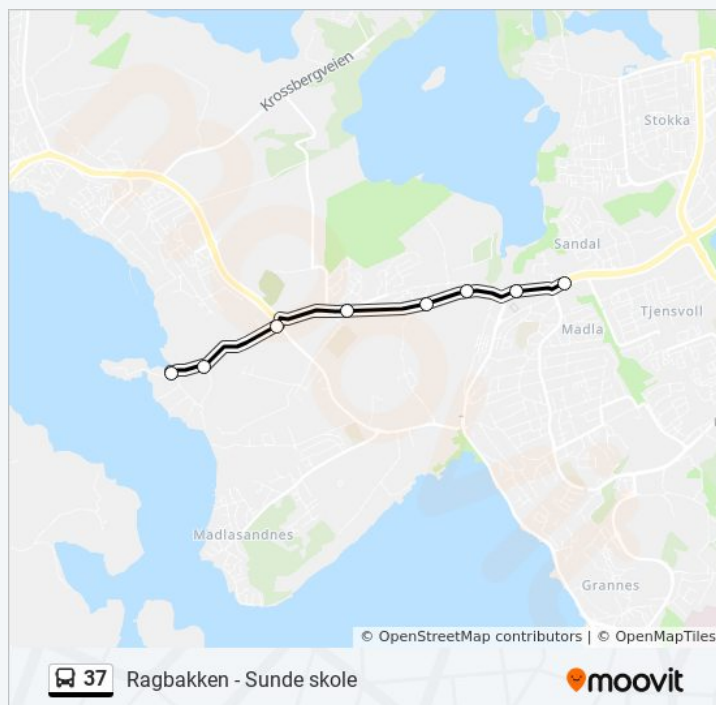 Krossbergveien
Stokka
Sandal
Tjensvoll
Madla
Madlasandnes
Grannes
© OpenStreetMap contributors | © OpenMapTiles
37 Ragbakken - Sunde skole
moovit